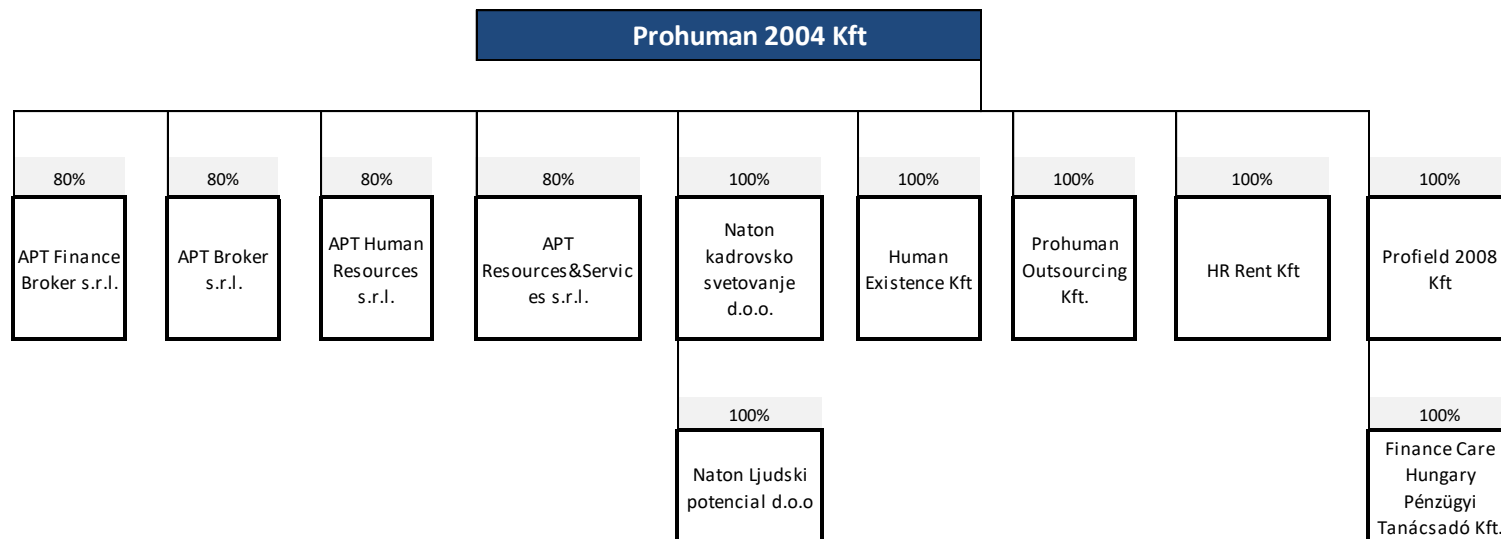 Prohuman 2004 Kft
80%
80%
80%
80%
100%
100%
100%
100%
100%
APT Finance
Broker s.r.l.
APT Broker
s.r.l.
APT Human
Resources
s.r.l.
APT
Resources&Servic
es s.r.l.
Naton
kadrovsko
svetovanje
d.o.o.
Human
Existence Kft
Prohuman
Outsourcing
Kft.
HR Rent Kft
Profield 2008
Kft
100%
100%
Naton Ljudski
potencial d.o.o
Finance Care
Hungary
Pénzügyi
Tanácsadó Kft.